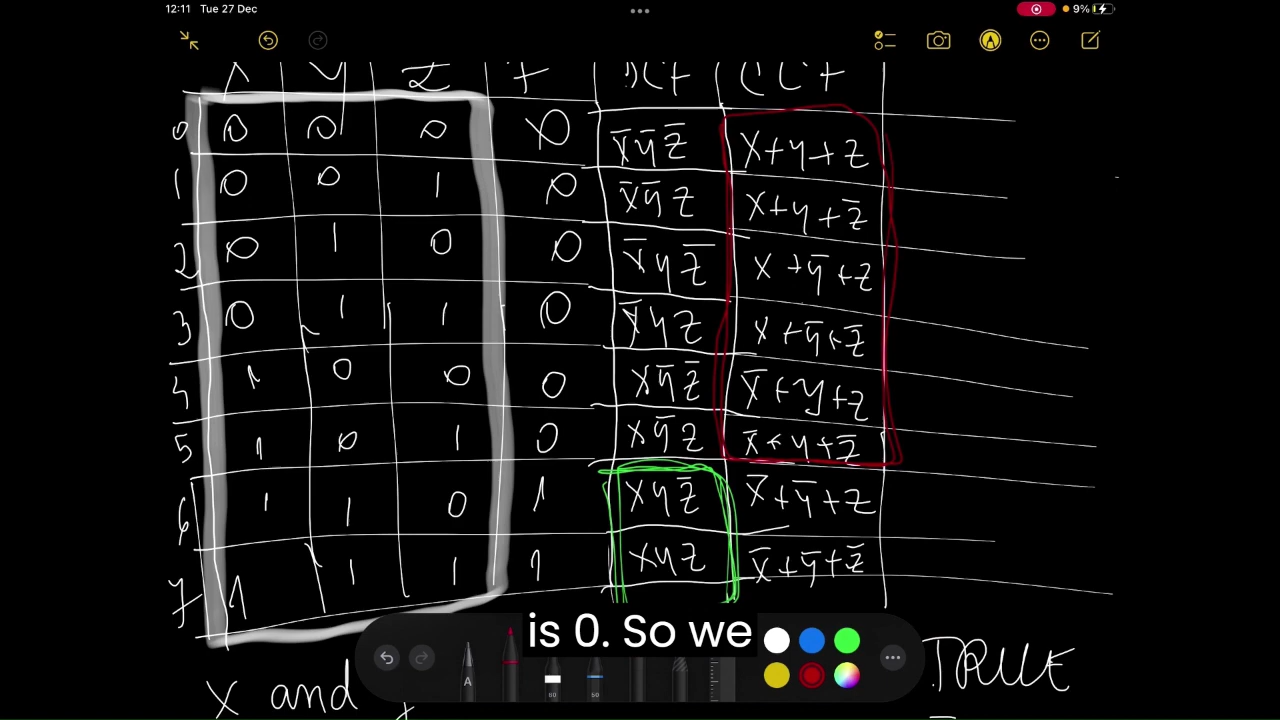 12:11 Tue 27 Dec 9%
0 0 0 0 0 x̄ȳz̄ x+y+z
1 0 0 1 0 x̄ȳz x+y+z̄
2 0 1 0 0 x̄yz̄ x+ȳ+z
3 0 1 1 0 x̄yz x+ȳ+z̄
4 1 0 0 0 xȳz̄ x̄+y+z
5 1 0 1 0 xȳz x̄+y+z̄
6 1 1 0 1 xyz̄ x̄+ȳ+z
7 1 1 1 1 xyz x̄+ȳ+z̄
is 0. So we
A 80 50
x and TRUE